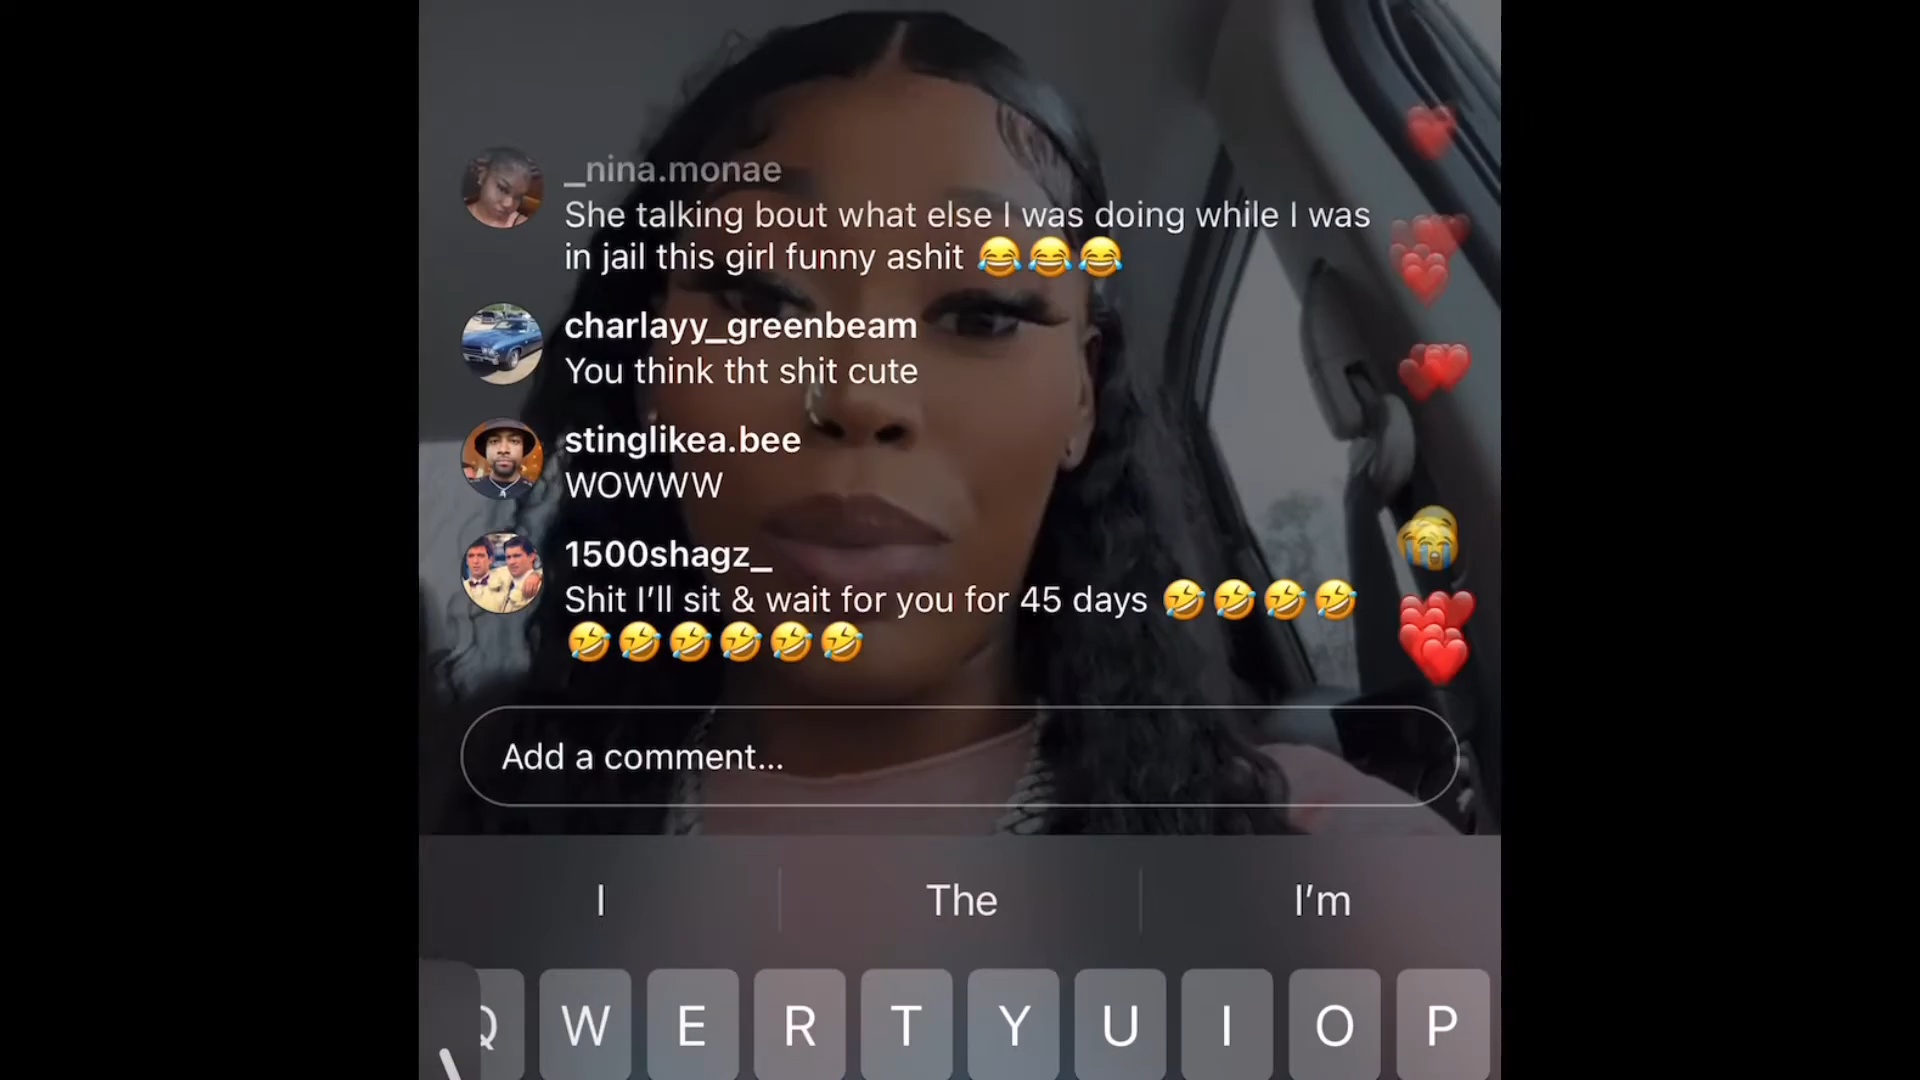 _nina.monae
She talking bout what else I was doing while I was
in jail this girl funny ashit 😂😂😂
charlayy_greenbeam
You think tht shit cute
stinglikea.bee
WOWWW
1500shagz_
Shit I’ll sit & wait for you for 45 days 🤣🤣🤣🤣
🤣🤣🤣🤣🤣🤣
Add a comment...
I The I’m
Q W E R T Y U I O P